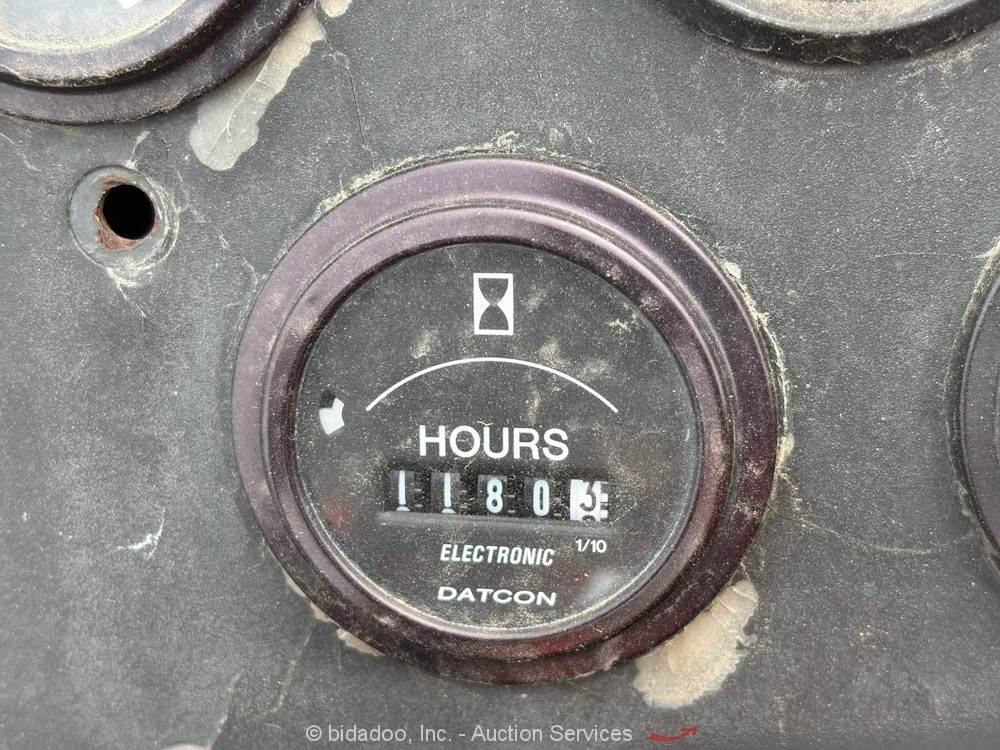 HOURS
1180
1/10
ELECTRONIC
DATCON
© bidadoo, Inc. - Auction Services